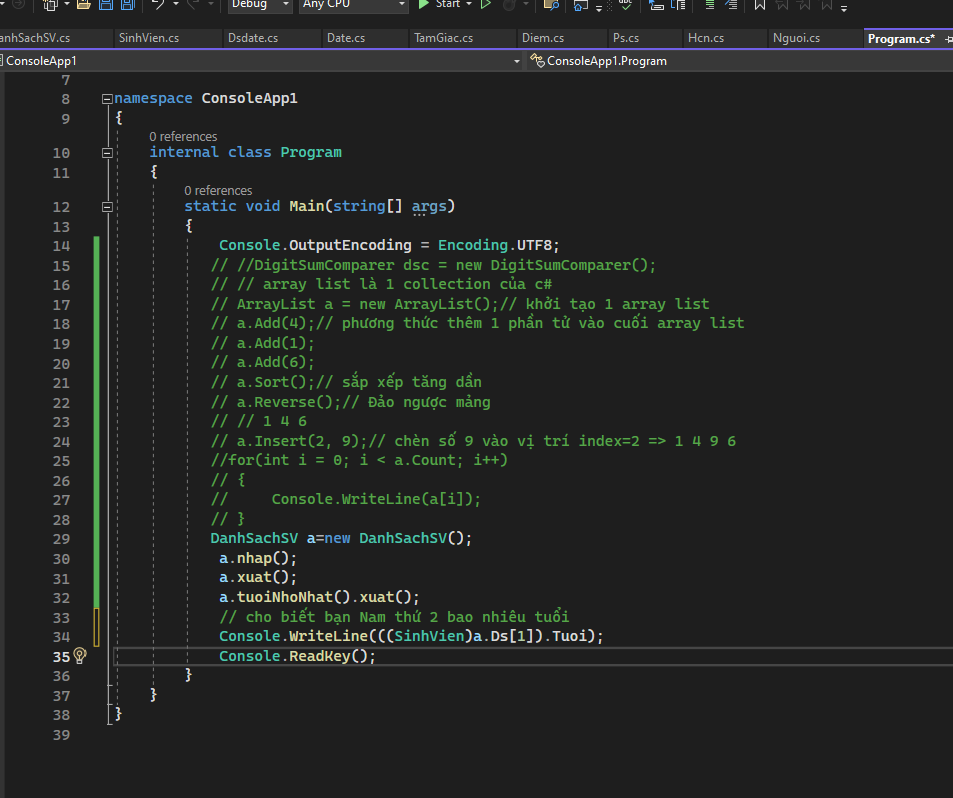 Debug Any CPU Start
anhSachSV.cs SinhVien.cs Dsdate.cs Date.cs TamGiac.cs Diem.cs Ps.cs Hcn.cs Nguoi.cs Program.cs*
ConsoleApp1 ConsoleApp1.Program
7
8 namespace ConsoleApp1
9 {
0 references
10 internal class Program
11 {
0 references
12 static void Main(string[] args)
13 {
14 Console.OutputEncoding = Encoding.UTF8;
15 // //DigitSumComparer dsc = new DigitSumComparer();
16 // // array list là 1 collection của c#
17 // ArrayList a = new ArrayList();// khởi tạo 1 array list
18 // a.Add(4);// phương thức thêm 1 phần tử vào cuối array list
19 // a.Add(1);
20 // a.Add(6);
21 // a.Sort();// sắp xếp tăng dần
22 // a.Reverse();// Đảo ngược mảng
23 // // 1 4 6
24 // a.Insert(2, 9);// chèn số 9 vào vị trí index=2 => 1 4 9 6
25 //for(int i = 0; i < a.Count; i++)
26 // {
27 // Console.WriteLine(a[i]);
28 // }
29 DanhSachSV a=new DanhSachSV();
30 a.nhap();
31 a.xuat();
32 a.tuoiNhoNhat().xuat();
33 // cho biết bạn Nam thứ 2 bao nhiêu tuổi
34 Console.WriteLine(((SinhVien)a.Ds[1]).Tuoi);
35 Console.ReadKey();
36 }
37 }
38 }
39